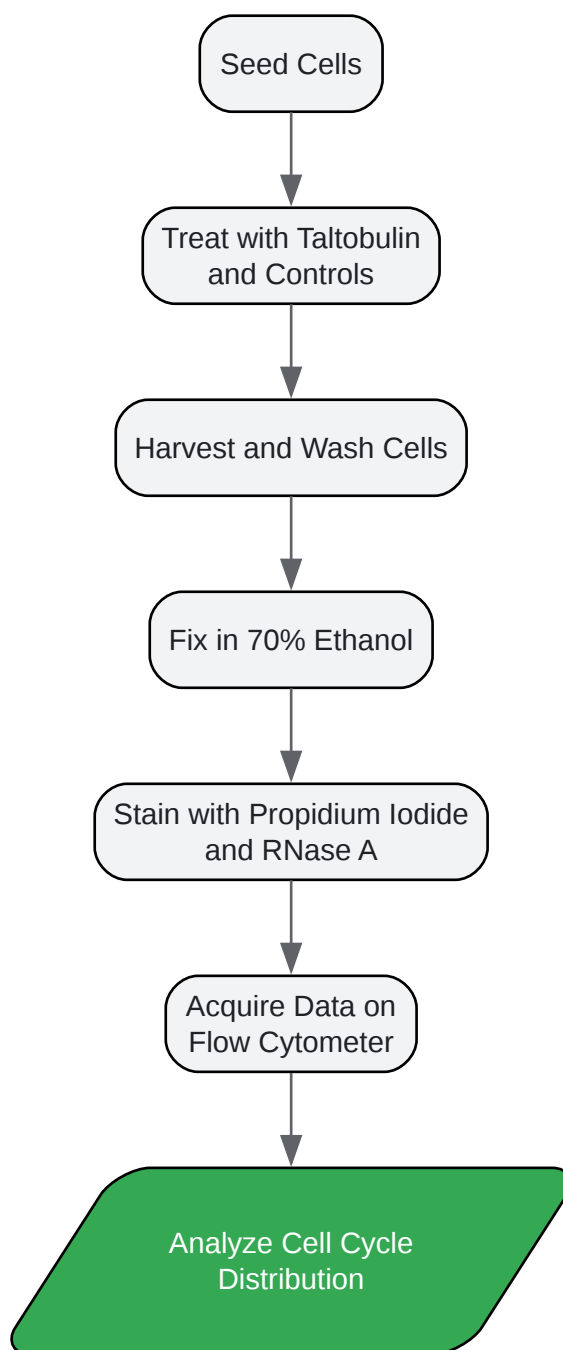 Seed Cells
Treat with Taltobulin
and Controls
Harvest and Wash Cells
Fix in 70% Ethanol
Stain with Propidium Iodide
and RNase A
Acquire Data on
Flow Cytometer
Analyze Cell Cycle
Distribution